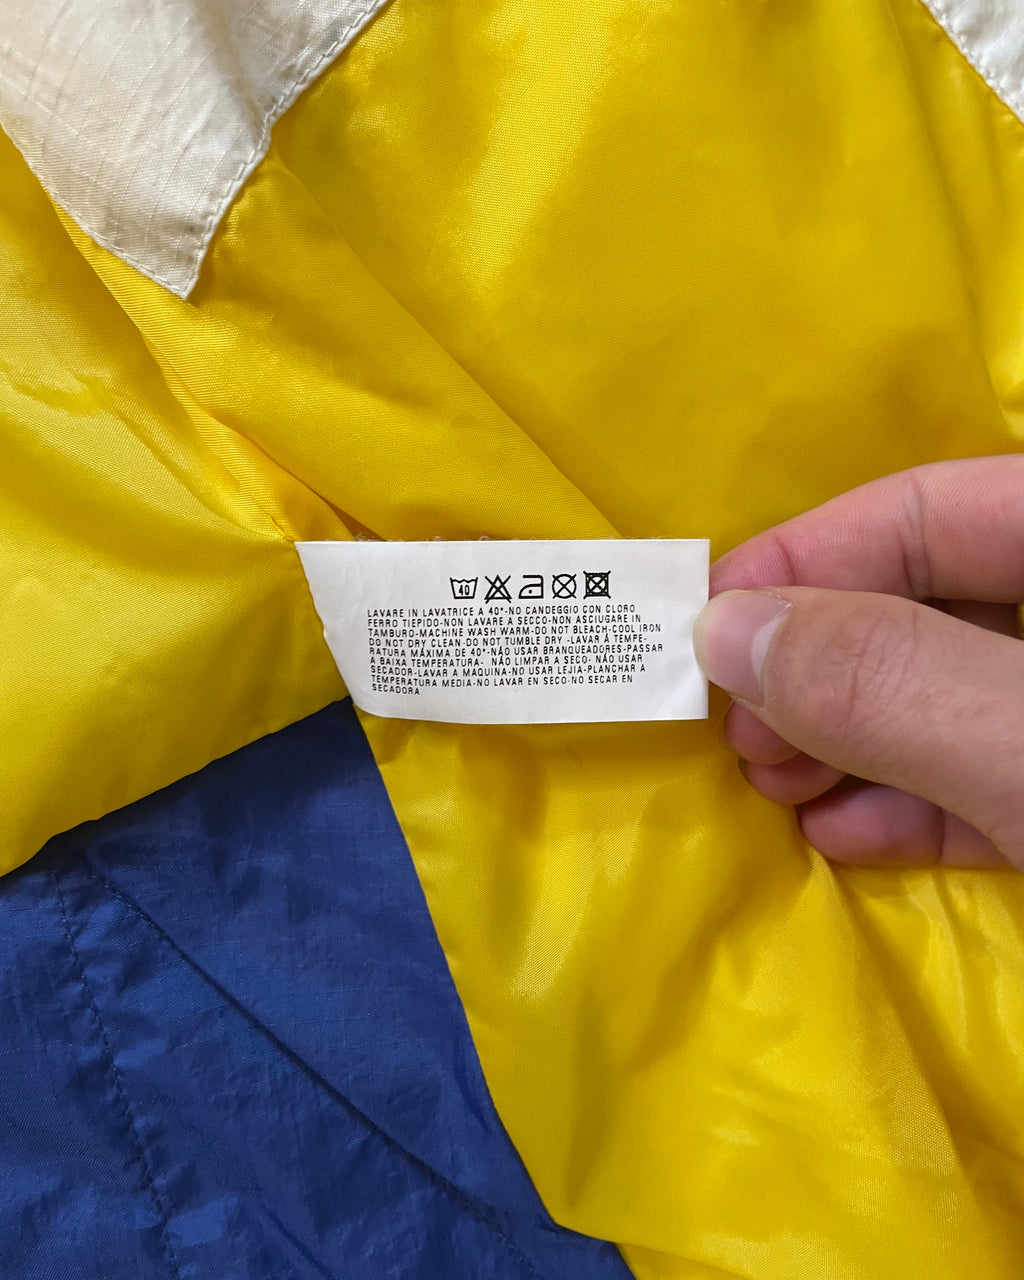 40
LAVARE IN LAVATRICE A 40°-NO CANDEGGIO CON CLORO
FERRO TIEPIDO-NON LAVARE A SECCO-NON ASCIUGARE IN
TAMBURO-MACHINE WASH WARM-DO NOT BLEACH-COOL IRON
DO NOT DRY CLEAN-DO NOT TUMBLE DRY -LAVAR Á TEMPE-
RATURA MÁXIMA DE 40°-NÃO USAR BRANQUEADORES-PASSAR
A BAIXA TEMPERATURA- NÃO LIMPAR A SECO- NÃO USAR
SECADOR-LAVAR A MAQUINA-NO USAR LEJIA-PLANCHAR Á
TEMPERATURA MEDIA-NO LAVAR EN SECO-NO SECAR EN
SECADORA